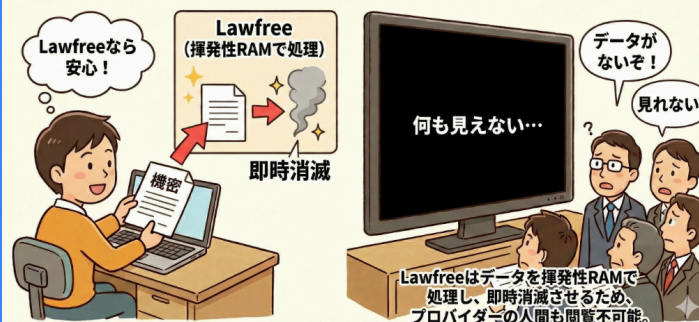 Lawfreeなら
安心！
Lawfree
（揮発性RAMで処理）
機密
即時消滅
何も見えない…
データが
ないぞ！
見れない
?
Lawfreeはデータを揮発性RAMで
処理し、即時消滅させるため、
プロバイダーの人間も閲覧不可能。